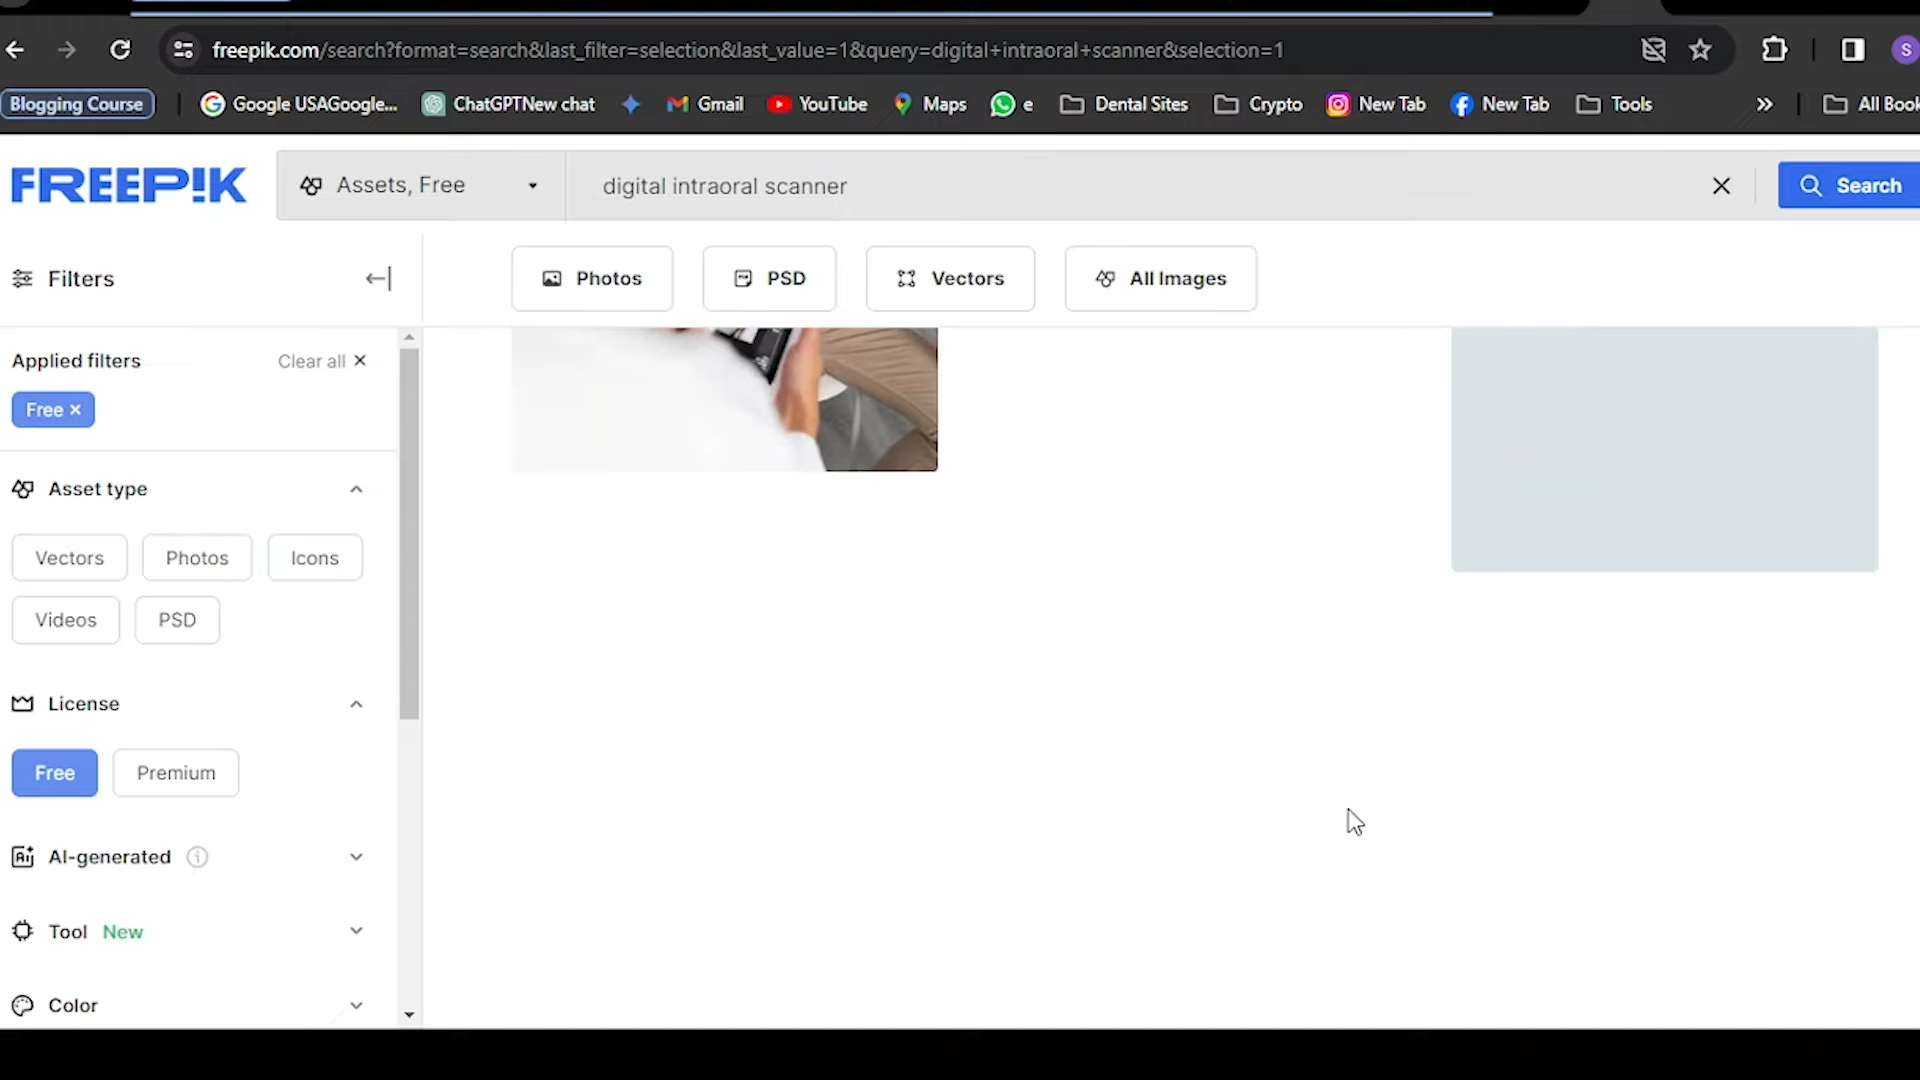 freepik.com/search?format=search&last_filter=selection&last_value=1&query=digital+intraoral+scanner&selection=1
S
Blogging Course
Google USAGoogle...
ChatGPTNew chat
Gmail
YouTube
Maps
e
Dental Sites
Crypto
New Tab
New Tab
Tools
All Book
FREEP!K
Assets, Free
digital intraoral scanner
Search
Filters
Photos
PSD
Vectors
All Images
Applied filters
Clear all
Free
Asset type
Vectors
Photos
Icons
Videos
PSD
License
Free
Premium
AI-generated
Tool New
Color